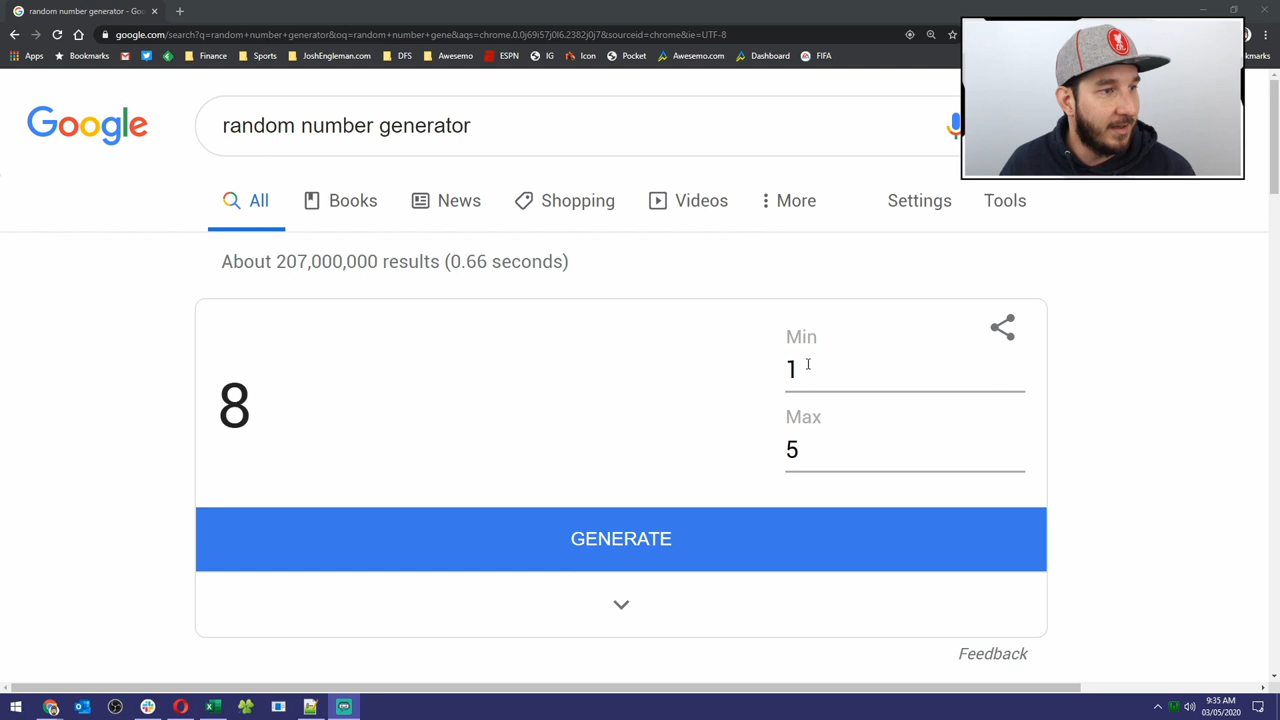 random number generator - Goo
google.com/search?q=random+number+generator&oq=random+number+gene&aqs=chrome.0.0j69i57j0l6.2382j0j7&sourceid=chrome&ie=UTF-8
Apps Bookmark Gmail Finance Sports JoshEngleman.com DFS Awesemo ESPN IG Icon Pocket Awesemo.com Dashboard FIFA
Google
random number generator
All Books News Shopping Videos More Settings Tools
About 207,000,000 results (0.66 seconds)
Min
1
8
Max
5
GENERATE
Feedback
9:35 AM
03/05/2020